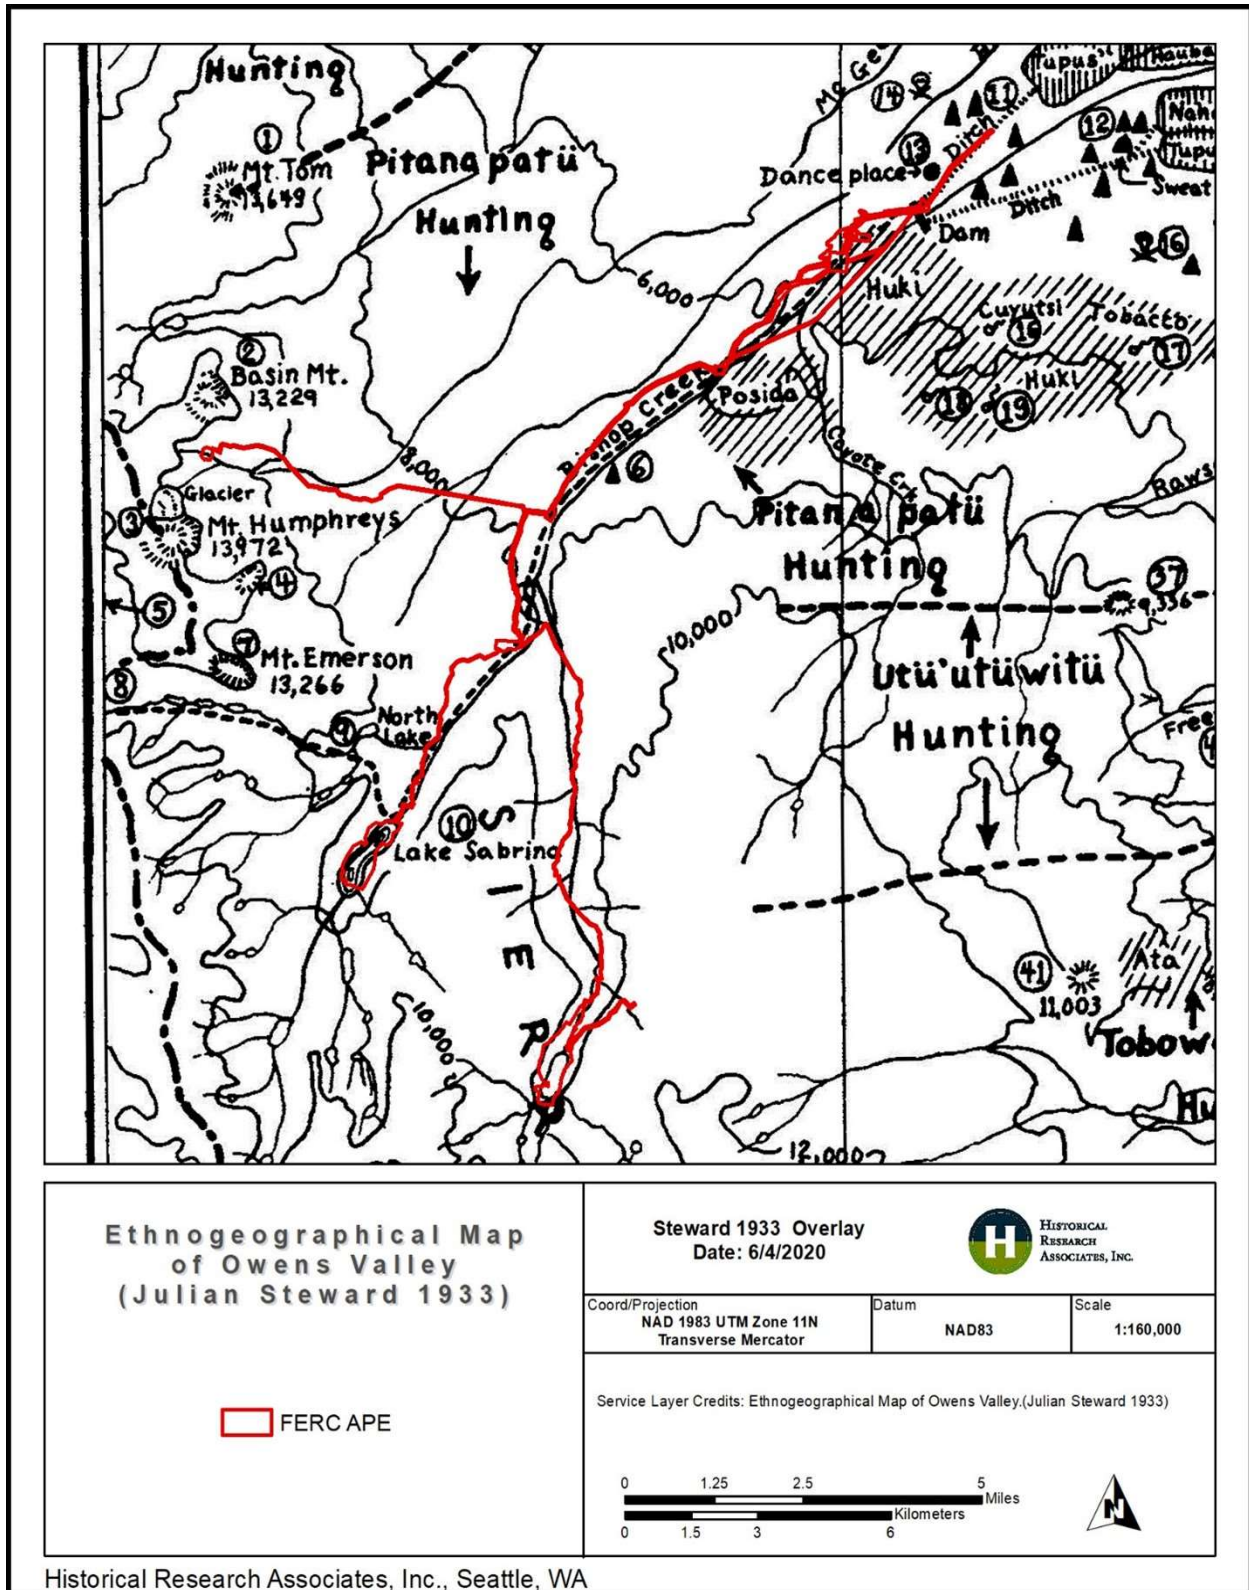 Hunting
①
Mt. Tom
13,649
Pitana patü
Hunting
Mc Gee
14
11
Tupusi
12
13
Ditch
Dance place
Sweat
Ditch
Dam
16
6,000
Huki
Cuyutsi
16
Tobacco
17
Huki
18
19
②
Basin Mt.
13,229
Posida
Bishop Creek
6
8,000
Coyote Crk.
Glacier
③
Mt. Humphreys
13,972
4
⑤
Pitana patü
Hunting
37
9,336
10,000
Utü'utüwitü
Hunting
7
Mt. Emerson
13,266
8
9
North
Lake
10
Lake Sabrina
S
I
E
R
41
11,003
Ata
10,000
12,000
Ethnogeographical Map
of Owens Valley
(Julian Steward 1933)
FERC APE
Steward 1933 Overlay
Date: 6/4/2020
H
HISTORICAL
RESEARCH
ASSOCIATES, INC.
Coord/Projection
NAD 1983 UTM Zone 11N
Transverse Mercator
Datum
NAD83
Scale
1:160,000
Service Layer Credits: Ethnogeographical Map of Owens Valley.(Julian Steward 1933)
0 1.25 2.5 5
Miles
Kilometers
0 1.5 3 6
N
Historical Research Associates, Inc., Seattle, WA